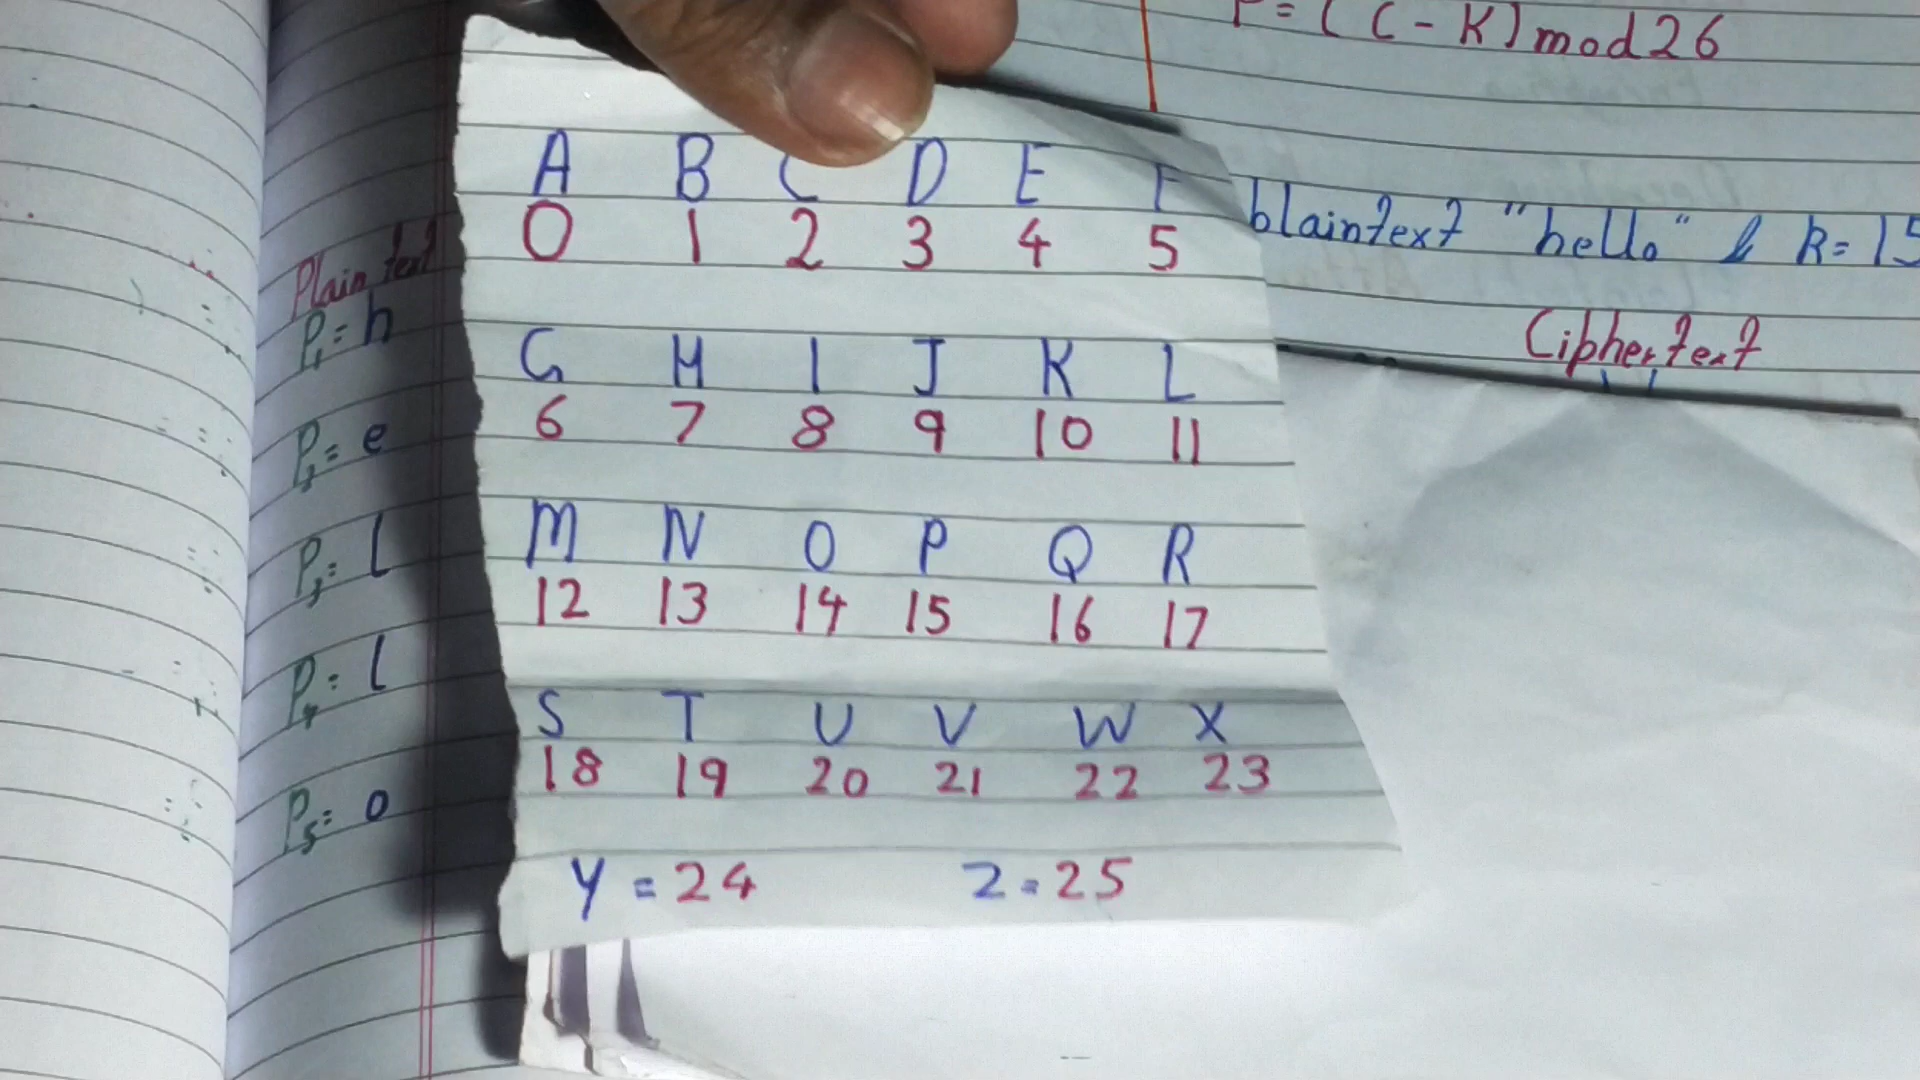 P = (C - K) mod 26
plaintext "hello" & k = 15
Ciphertext
Plain text
P₁ = h
P₂ = e
P₃ = l
P₄ = l
P₅ = o
A B C D E F
0 1 2 3 4 5
G H I J K L
6 7 8 9 10 11
M N O P Q R
12 13 14 15 16 17
S T U V W X
18 19 20 21 22 23
Y = 24 Z = 25